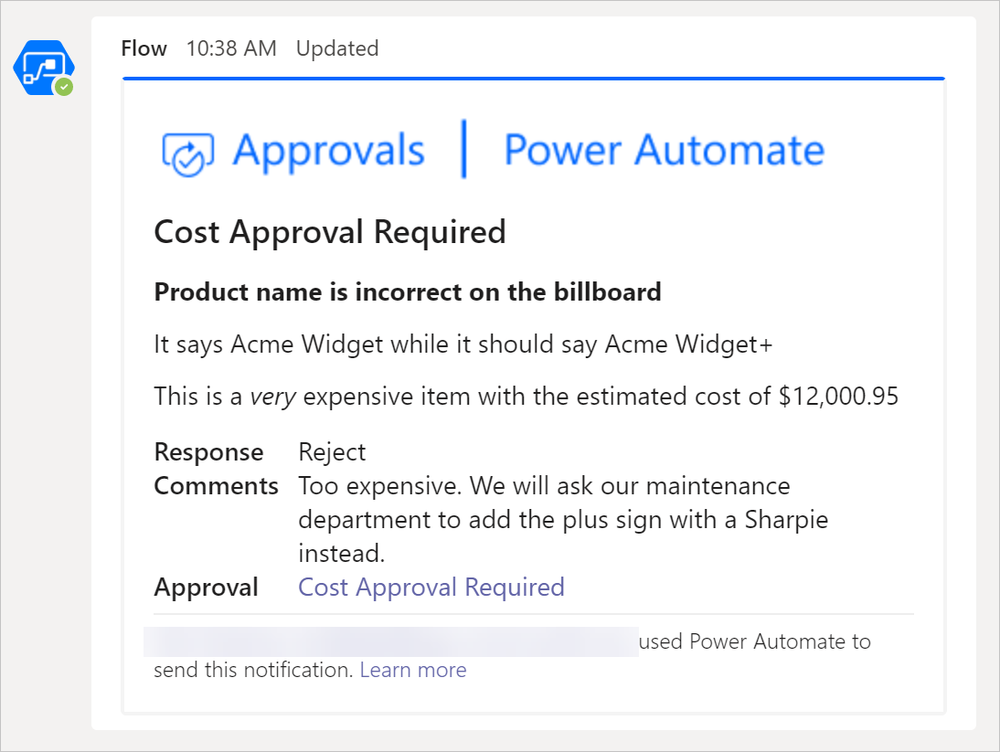 Flow 10:38 AM Updated
Approvals | Power Automate
Cost Approval Required
Product name is incorrect on the billboard
It says Acme Widget while it should say Acme Widget+
This is a very expensive item with the estimated cost of $12,000.95
Response Reject
Comments Too expensive. We will ask our maintenance
department to add the plus sign with a Sharpie
instead.
Approval Cost Approval Required
used Power Automate to
send this notification. Learn more